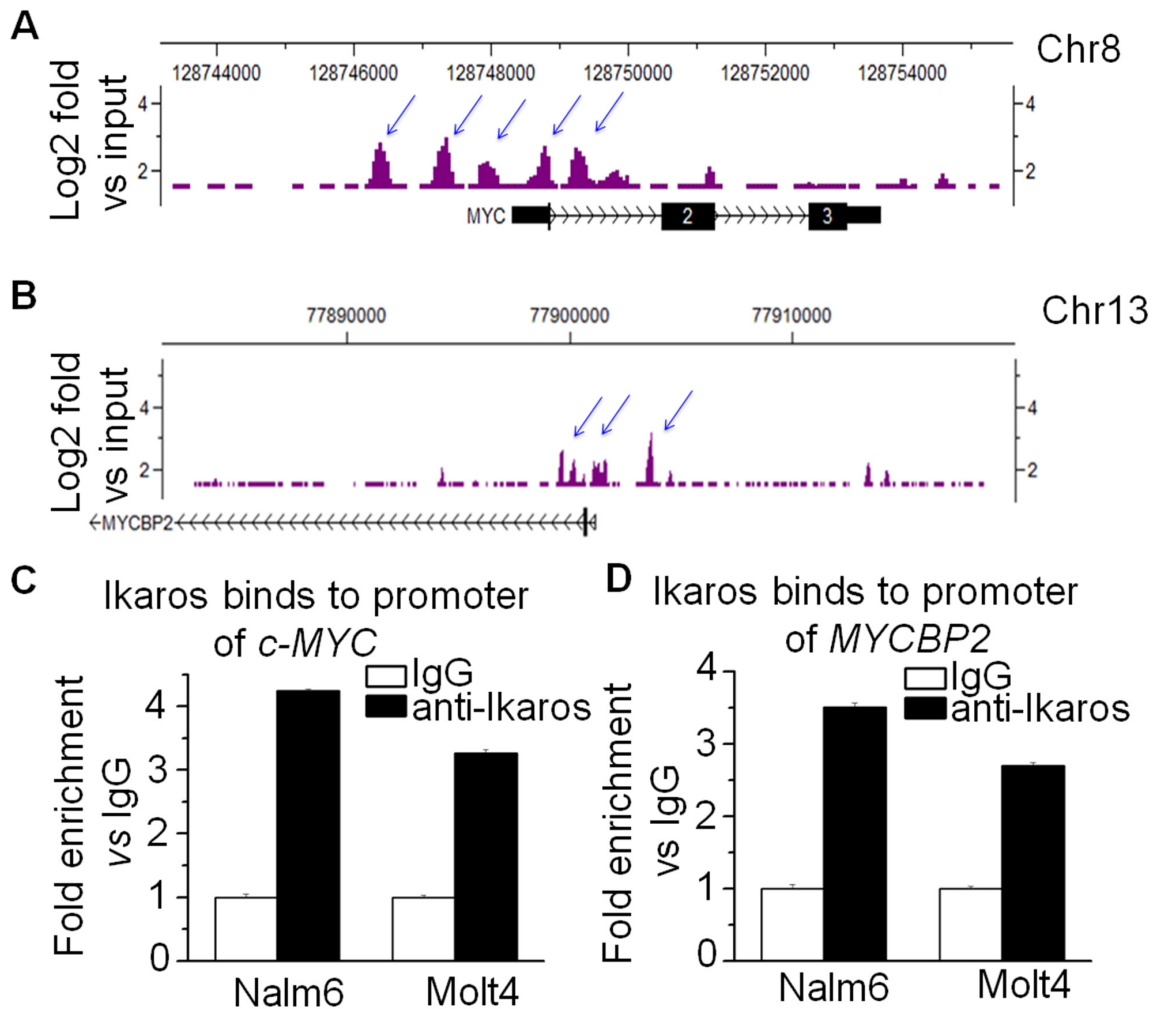 A
Chr8
128744000 128746000 128748000 128750000 128752000 128754000
Log2 fold
vs input
4
2
4
2
MYC
2
3
B
Chr13
77890000 77900000 77910000
Log2 fold
vs input
4
2
4
2
MYCBP2
C
Ikaros binds to promoter
of c-MYC
IgG
anti-Ikaros
Fold enrichment
vs IgG
4
3
2
1
0
Nalm6 Molt4
D
Ikaros binds to promoter
of MYCBP2
IgG
anti-Ikaros
Fold enrichment
vs IgG
4
3
2
1
0
Nalm6 Molt4